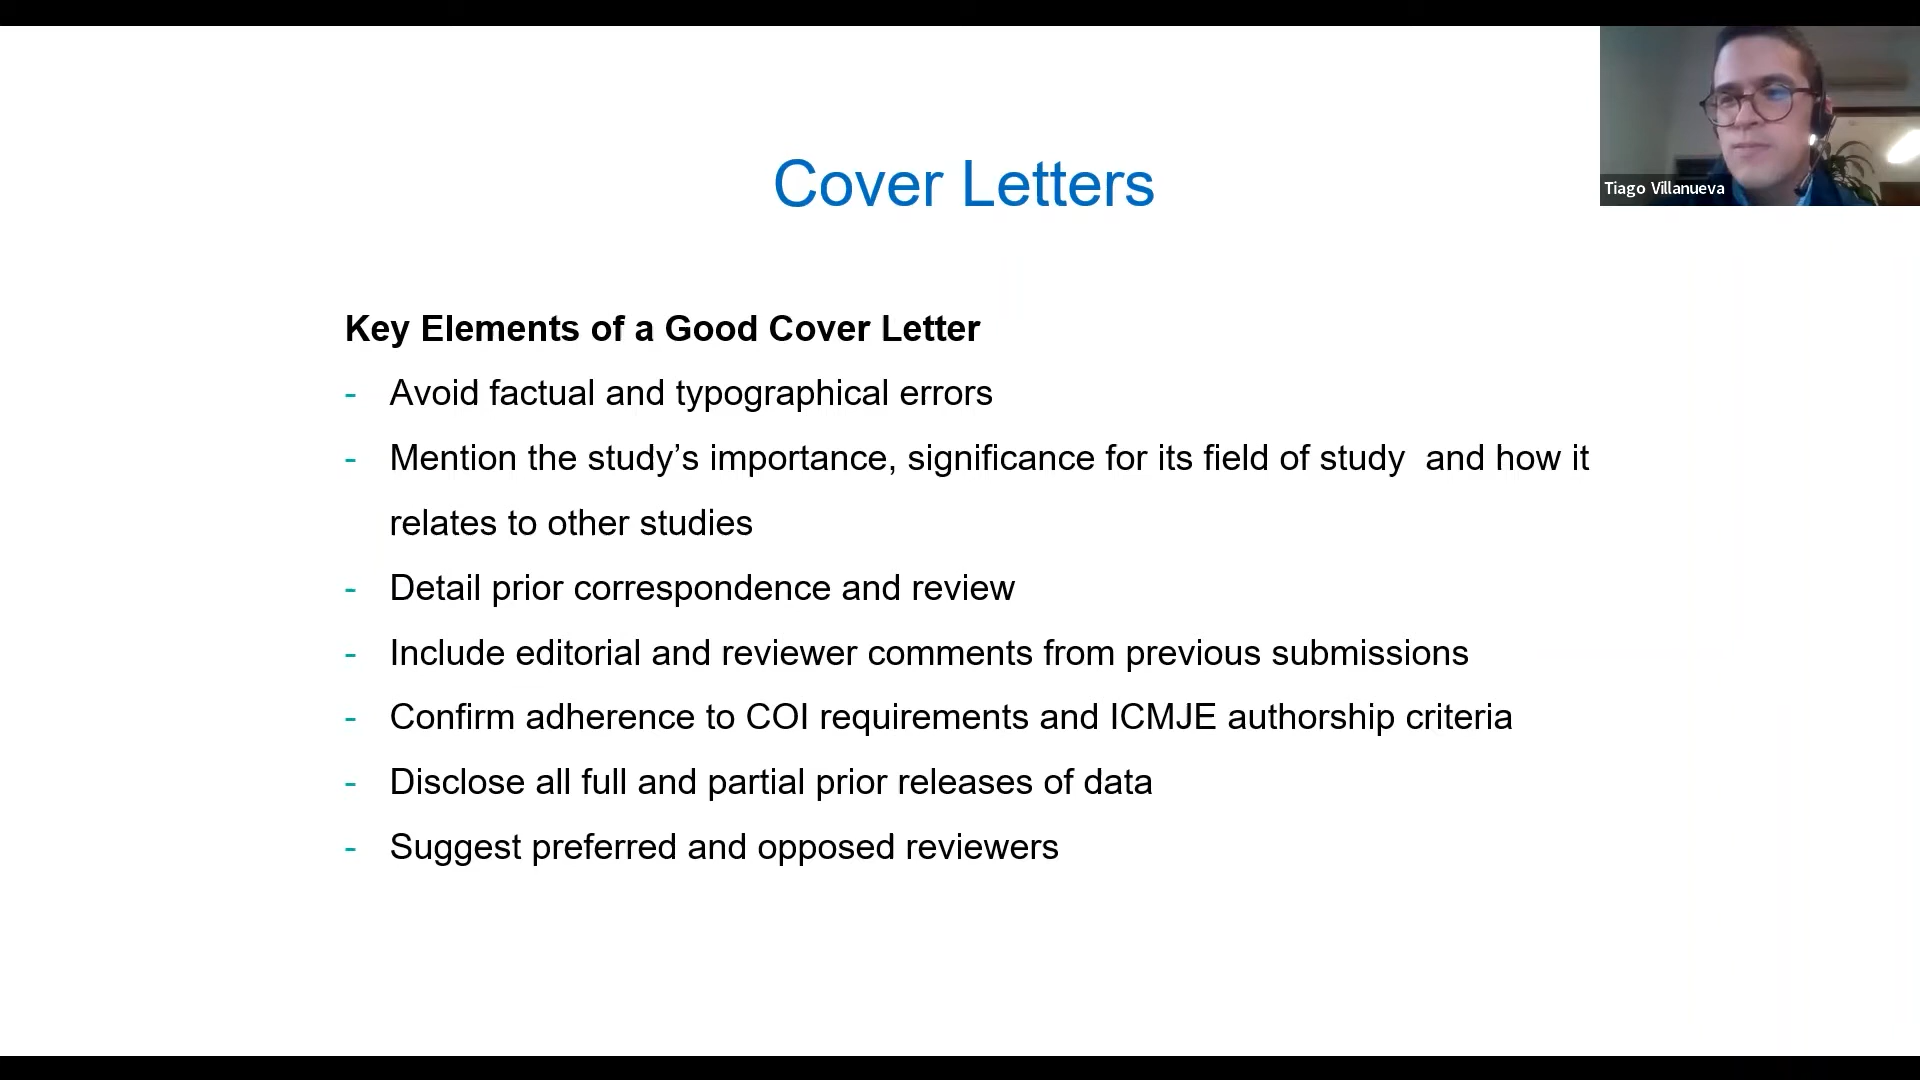 Cover Letters
Tiago Villanueva
Key Elements of a Good Cover Letter
- Avoid factual and typographical errors
- Mention the study’s importance, significance for its field of study  and how it
relates to other studies
- Detail prior correspondence and review
- Include editorial and reviewer comments from previous submissions
- Confirm adherence to COI requirements and ICMJE authorship criteria
- Disclose all full and partial prior releases of data
- Suggest preferred and opposed reviewers